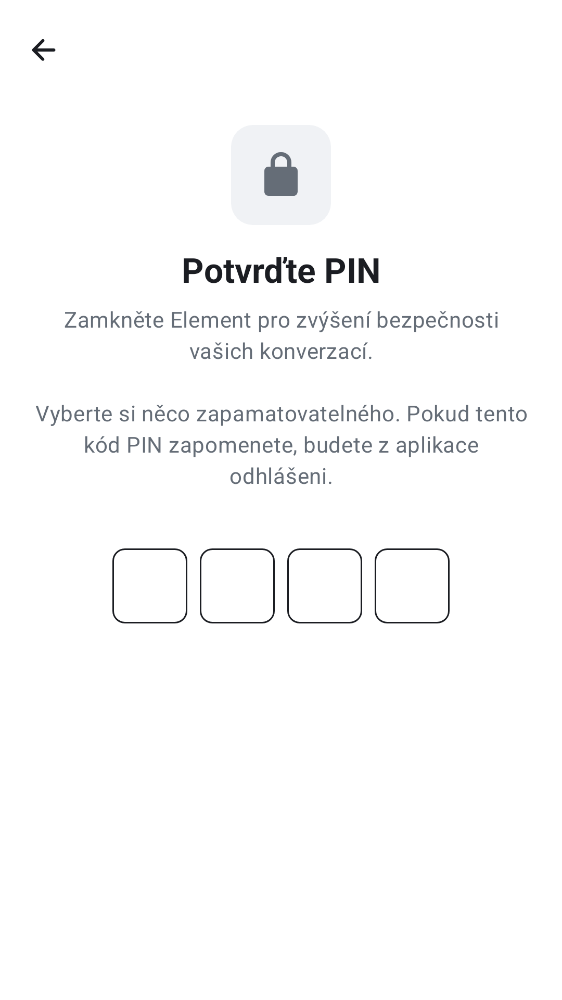 Potvrďte PIN
Zamkněte Element pro zvýšení bezpečnosti
vašich konverzací.
Vyberte si něco zapamatovatelného. Pokud tento
kód PIN zapomenete, budete z aplikace
odhlášeni.